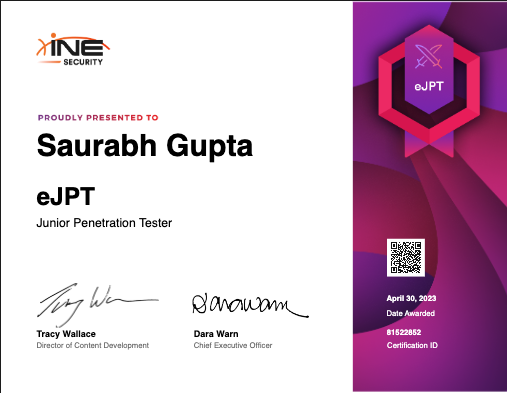 INE
SECURITY
PROUDLY PRESENTED TO
Saurabh Gupta
eJPT
Junior Penetration Tester
Tracy Wallace
Director of Content Development
Dara Warn
Chief Executive Officer
eJPT
April 30, 2023
Date Awarded
81522852
Certification ID